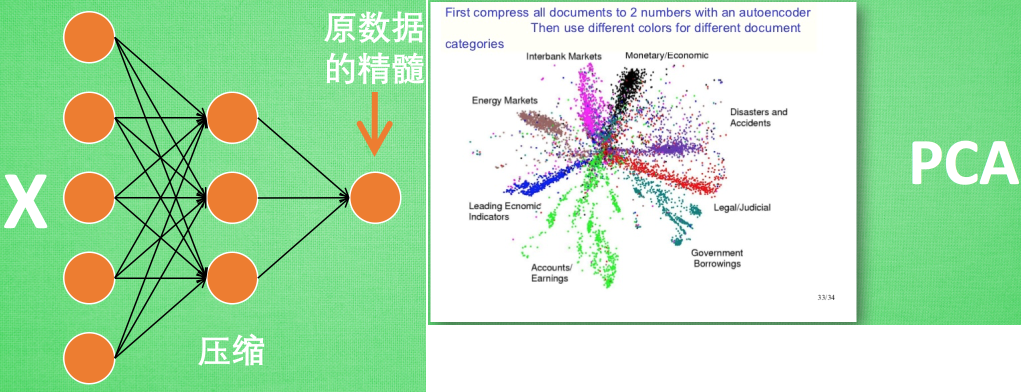 X
原数据
的精髓
压缩
First compress all documents to 2 numbers with an autoencoder
Then use different colors for different document
categories
Interbank Markets
Monetary/Economic
Energy Markets
Disasters and
Accidents
Leading Ecnomic
Indicators
Legal/Judicial
Government
Borrowings
Accounts/
Earnings
33/34
PCA